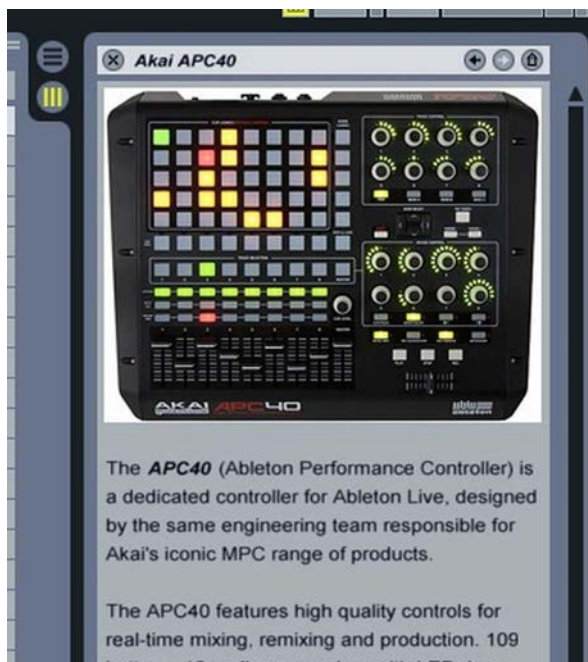 Akai APC40
AKAI APC40
Ableton
The APC40 (Ableton Performance Controller) is
a dedicated controller for Ableton Live, designed
by the same engineering team responsible for
Akai's iconic MPC range of products.
The APC40 features high quality controls for
real-time mixing, remixing and production. 109